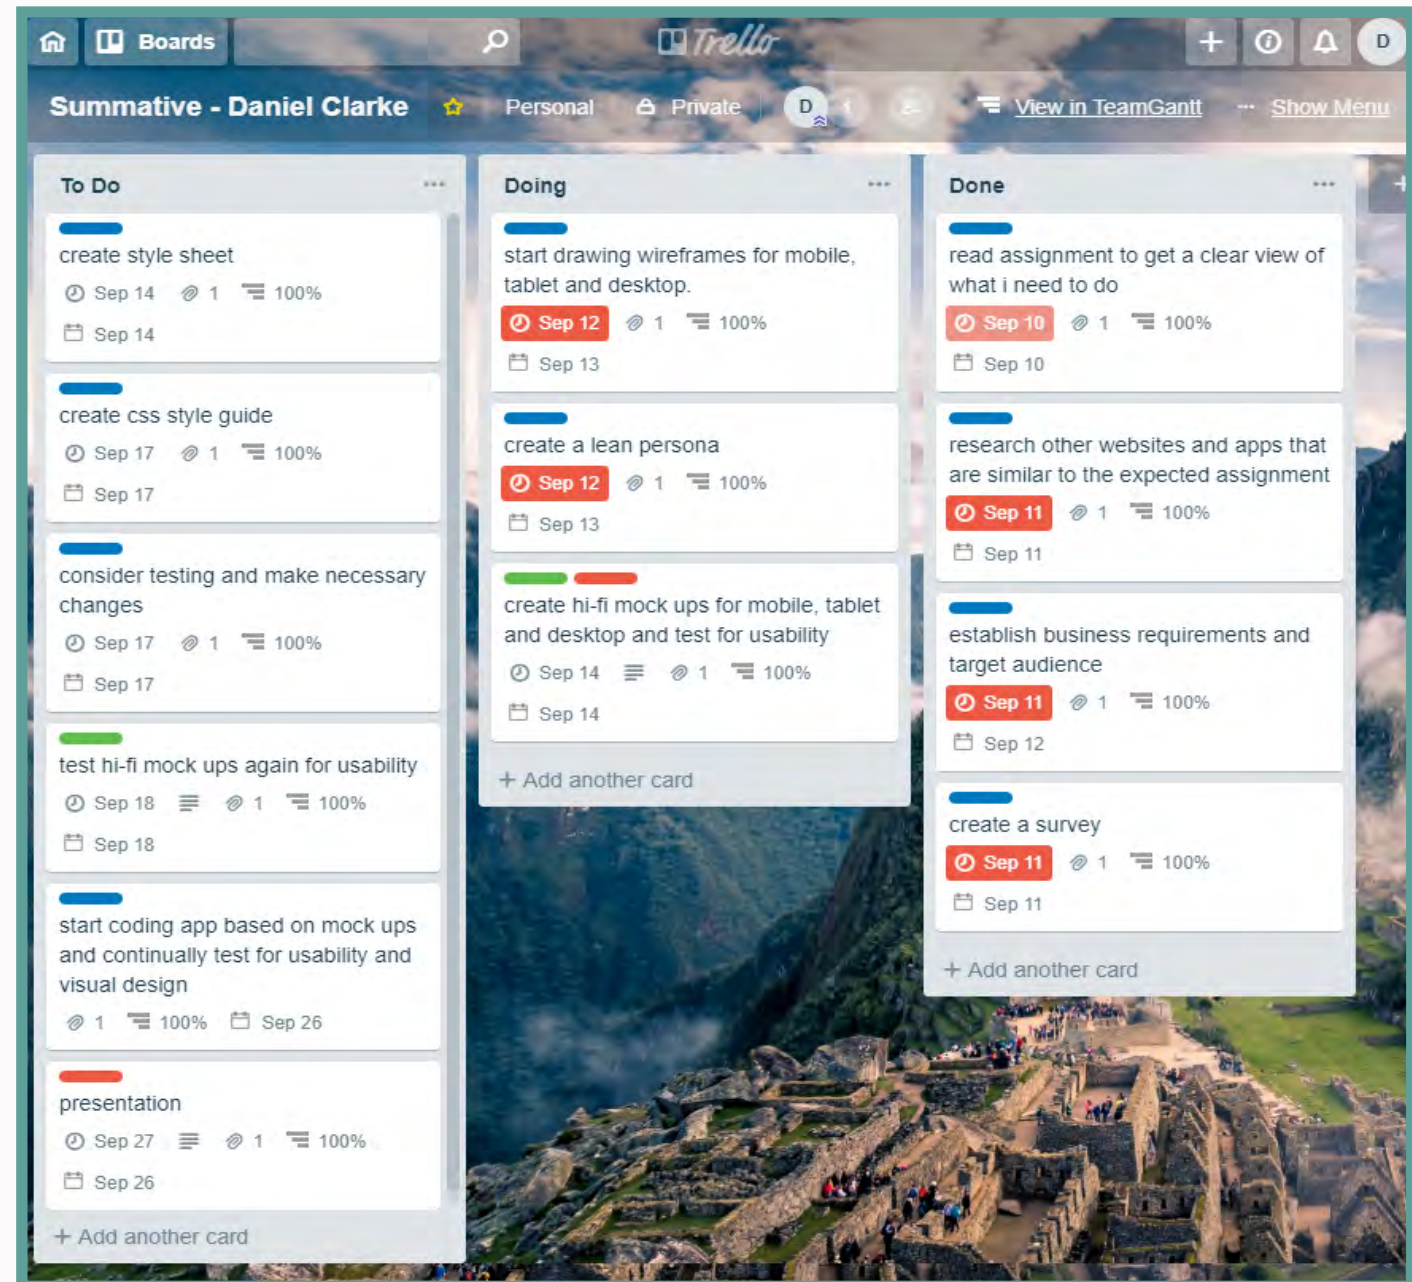 Boards
Trello
D
Summative - Daniel Clarke
Personal
Private
D
View in TeamGantt
Show Menu
To Do
create style sheet
Sep 14 1 100%
Sep 14
create css style guide
Sep 17 1 100%
Sep 17
consider testing and make necessary
changes
Sep 17 1 100%
Sep 17
test hi-fi mock ups again for usability
Sep 18 1 100%
Sep 18
start coding app based on mock ups
and continually test for usability and
visual design
1 100% Sep 26
presentation
Sep 27 1 100%
Sep 26
+ Add another card
Doing
start drawing wireframes for mobile,
tablet and desktop.
Sep 12 1 100%
Sep 13
create a lean persona
Sep 12 1 100%
Sep 13
create hi-fi mock ups for mobile, tablet
and desktop and test for usability
Sep 14 1 100%
Sep 14
+ Add another card
Done
read assignment to get a clear view of
what i need to do
Sep 10 1 100%
Sep 10
research other websites and apps that
are similar to the expected assignment
Sep 11 1 100%
Sep 11
establish business requirements and
target audience
Sep 11 1 100%
Sep 12
create a survey
Sep 11 1 100%
Sep 11
+ Add another card